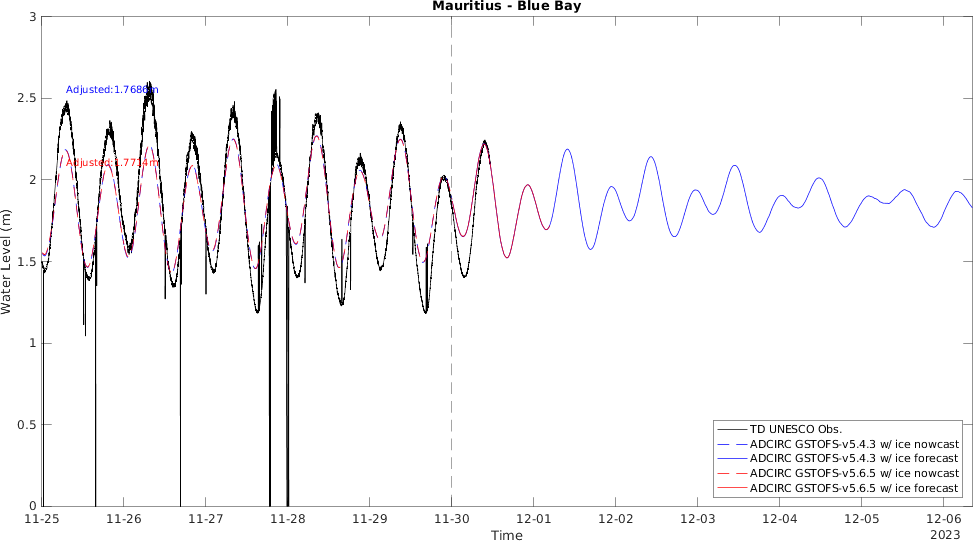 Mauritius - Blue Bay
Water Level (m)
3
2.5
2
1.5
1
0.5
0
Adjusted:1.7686m
Adjusted:1.7714m
TD UNESCO Obs.
ADCIRC GSTOFS-v5.4.3 w/ ice nowcast
ADCIRC GSTOFS-v5.4.3 w/ ice forecast
ADCIRC GSTOFS-v5.6.5 w/ ice nowcast
ADCIRC GSTOFS-v5.6.5 w/ ice forecast
11-25 11-26 11-27 11-28 11-29 11-30 12-01 12-02 12-03 12-04 12-05 12-06
Time
2023